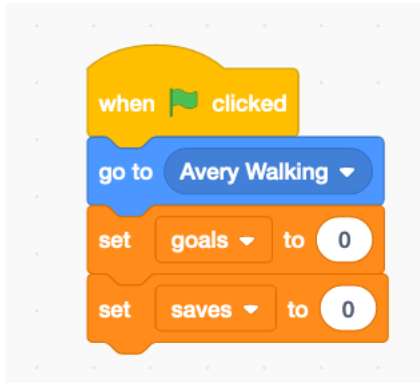 when clicked
go to Avery Walking
set goals to 0
set saves to 0